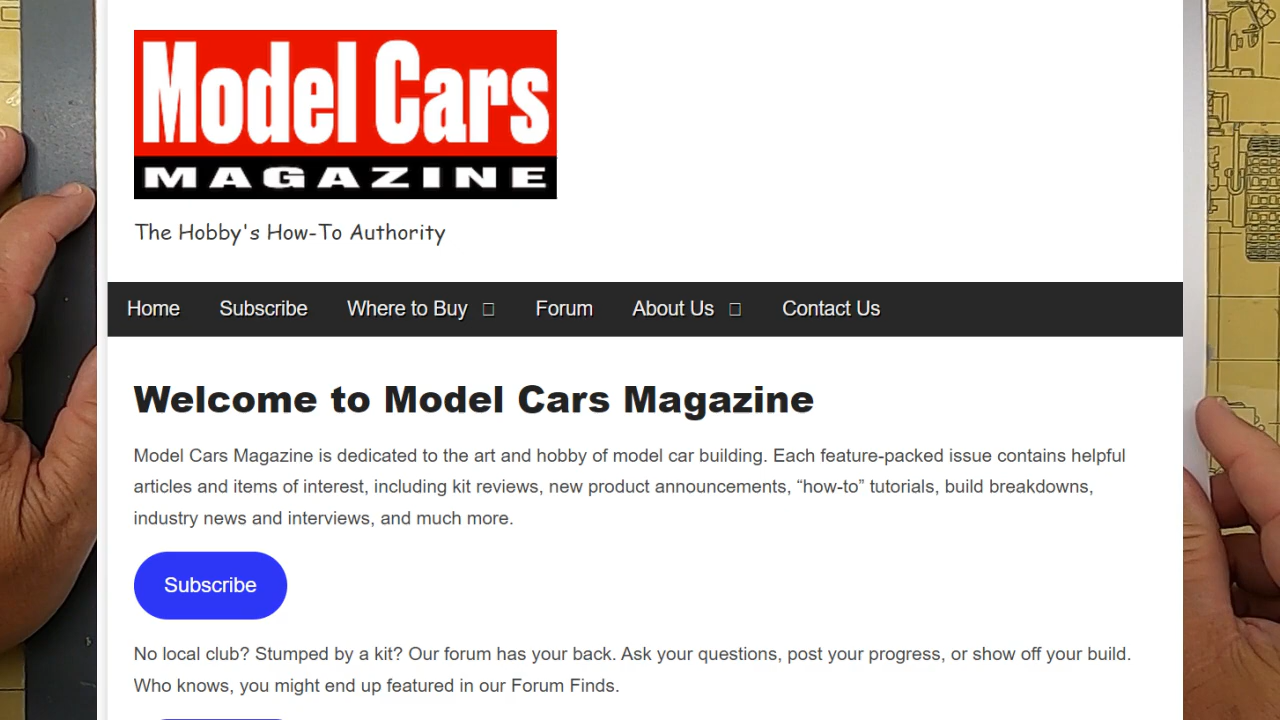 Model Cars
MAGAZINE
The Hobby's How-To Authority
Home Subscribe Where to Buy Forum About Us Contact Us
Welcome to Model Cars Magazine
Model Cars Magazine is dedicated to the art and hobby of model car building. Each feature-packed issue contains helpful
articles and items of interest, including kit reviews, new product announcements, “how-to” tutorials, build breakdowns,
industry news and interviews, and much more.
Subscribe
No local club? Stumped by a kit? Our forum has your back. Ask your questions, post your progress, or show off your build.
Who knows, you might end up featured in our Forum Finds.